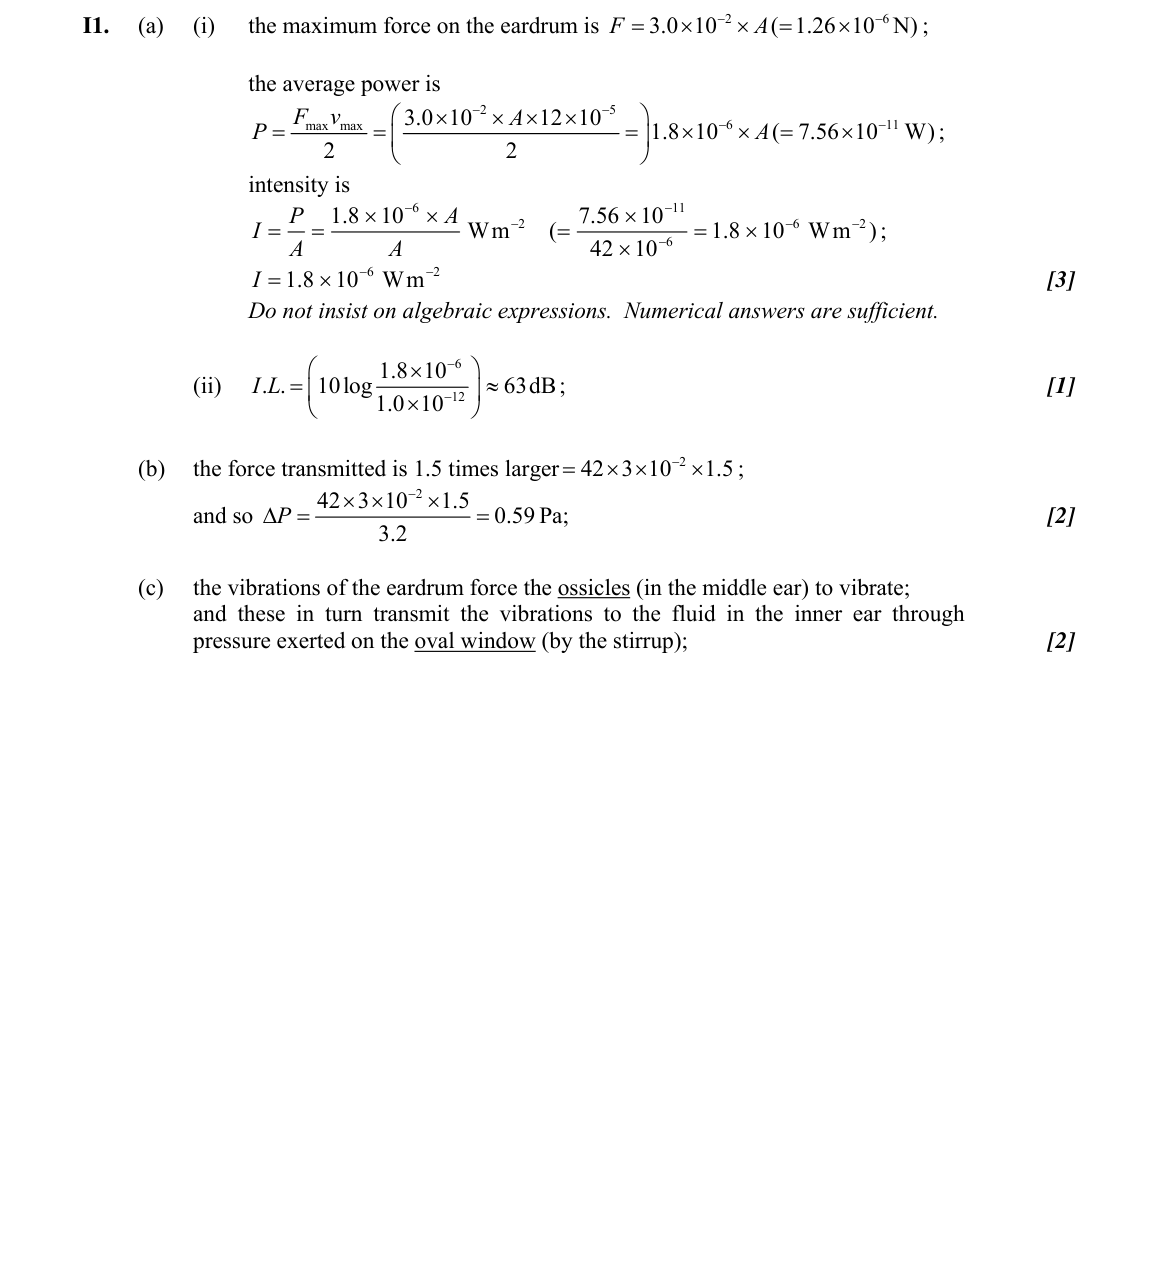 I1. (a) (i) the maximum force on the eardrum is F = 3.0×10⁻² × A (= 1.26×10⁻⁶ N) ;
the average power is
P = F_max v_max / 2 = ( 3.0×10⁻² × A × 12×10⁻⁵ / 2 = ) 1.8×10⁻⁶ × A (= 7.56×10⁻¹¹ W) ;
intensity is
I = P / A = 1.8 × 10⁻⁶ × A / A W m⁻² (= 7.56 × 10⁻¹¹ / 42 × 10⁻⁶ = 1.8 × 10⁻⁶ W m⁻²) ;
I = 1.8 × 10⁻⁶ W m⁻² [3]
Do not insist on algebraic expressions. Numerical answers are sufficient.
(ii) I.L. = ( 10 log 1.8×10⁻⁶ / 1.0×10⁻¹² ) ≈ 63 dB ; [1]
(b) the force transmitted is 1.5 times larger = 42×3×10⁻² ×1.5 ;
and so ΔP = 42×3×10⁻² ×1.5 / 3.2 = 0.59 Pa; [2]
(c) the vibrations of the eardrum force the ossicles (in the middle ear) to vibrate;
and these in turn transmit the vibrations to the fluid in the inner ear through
pressure exerted on the oval window (by the stirrup); [2]